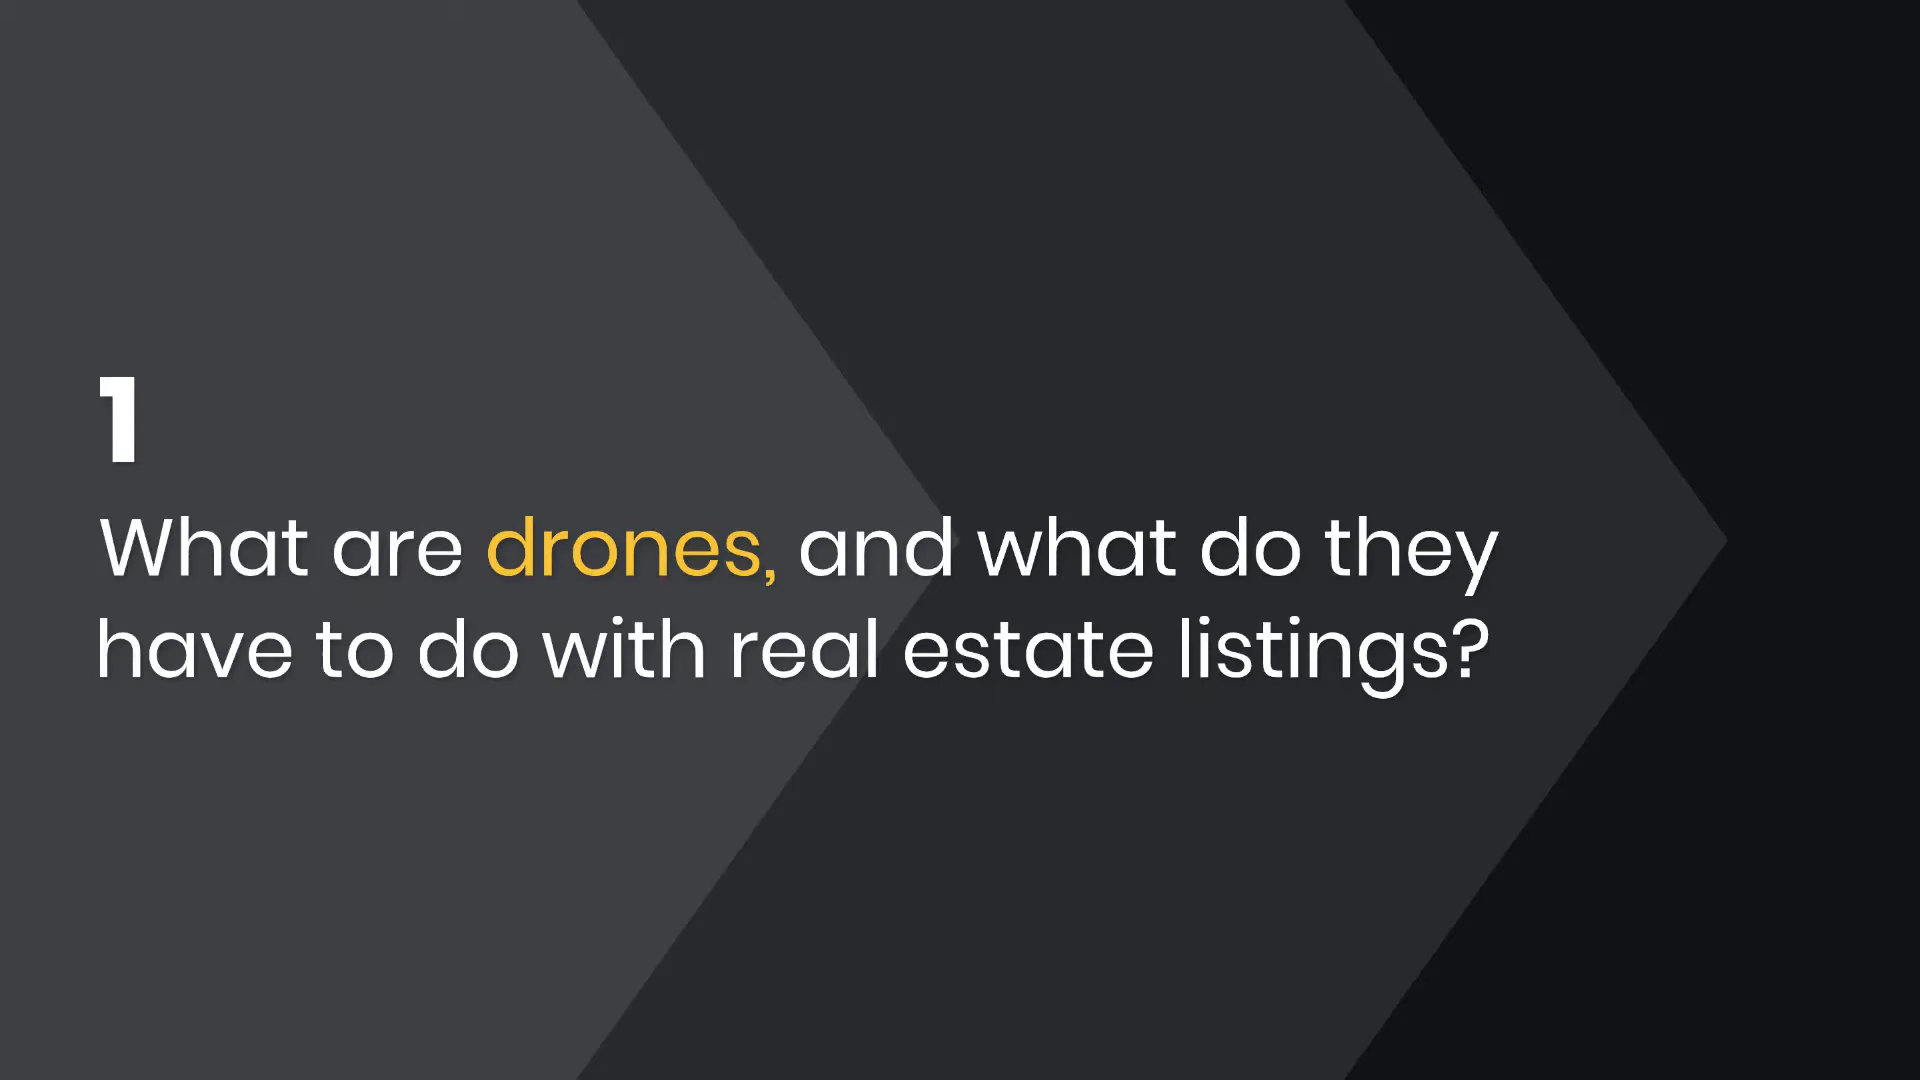 1
What are drones, and what do they
have to do with real estate listings?